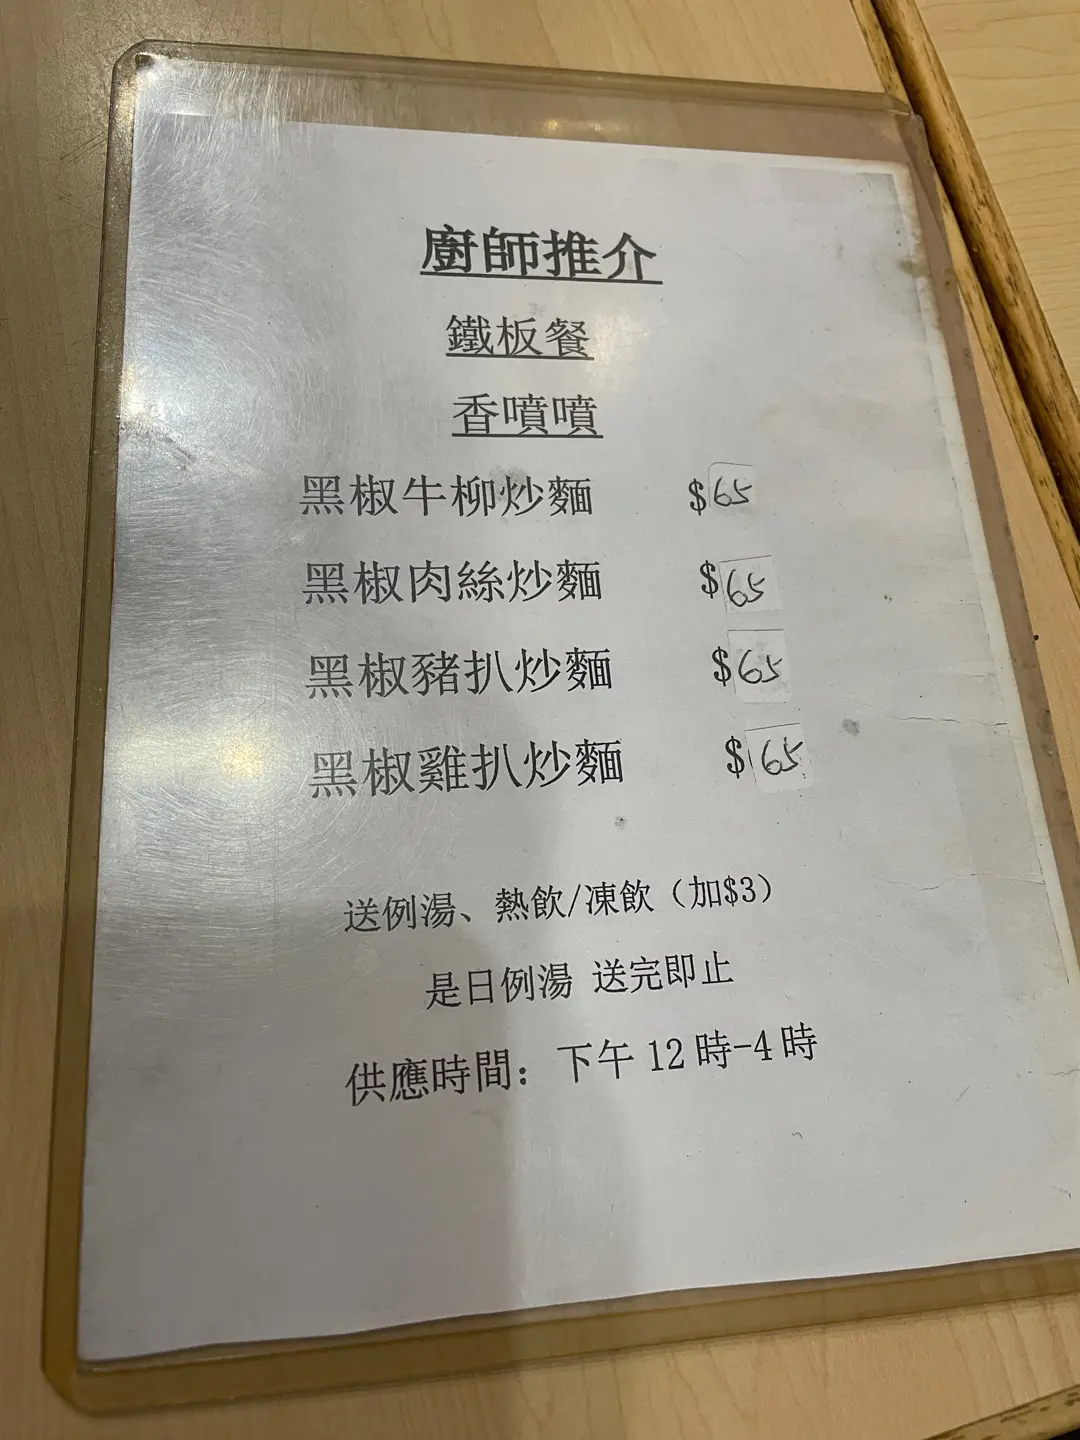 廚師推介
鐵板餐
香噴噴
黑椒牛柳炒麵 $65
黑椒肉絲炒麵 $65
黑椒豬扒炒麵 $65
黑椒雞扒炒麵 $65
送例湯、熱飲/凍飲（加$3）
是日例湯 送完即止
供應時間：下午 12 時-4 時